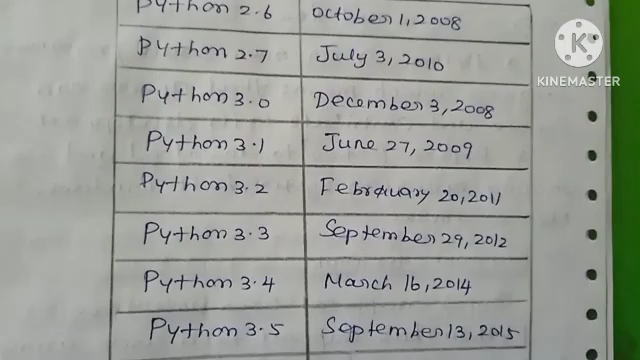 Python 2.6 October 1, 2008
Python 2.7 July 3, 2010
Python 3.0 December 3, 2008
Python 3.1 June 27, 2009
Python 3.2 February 20, 2011
Python 3.3 September 29, 2012
Python 3.4 March 16, 2014
Python 3.5 September 13, 2015
KINEMASTER